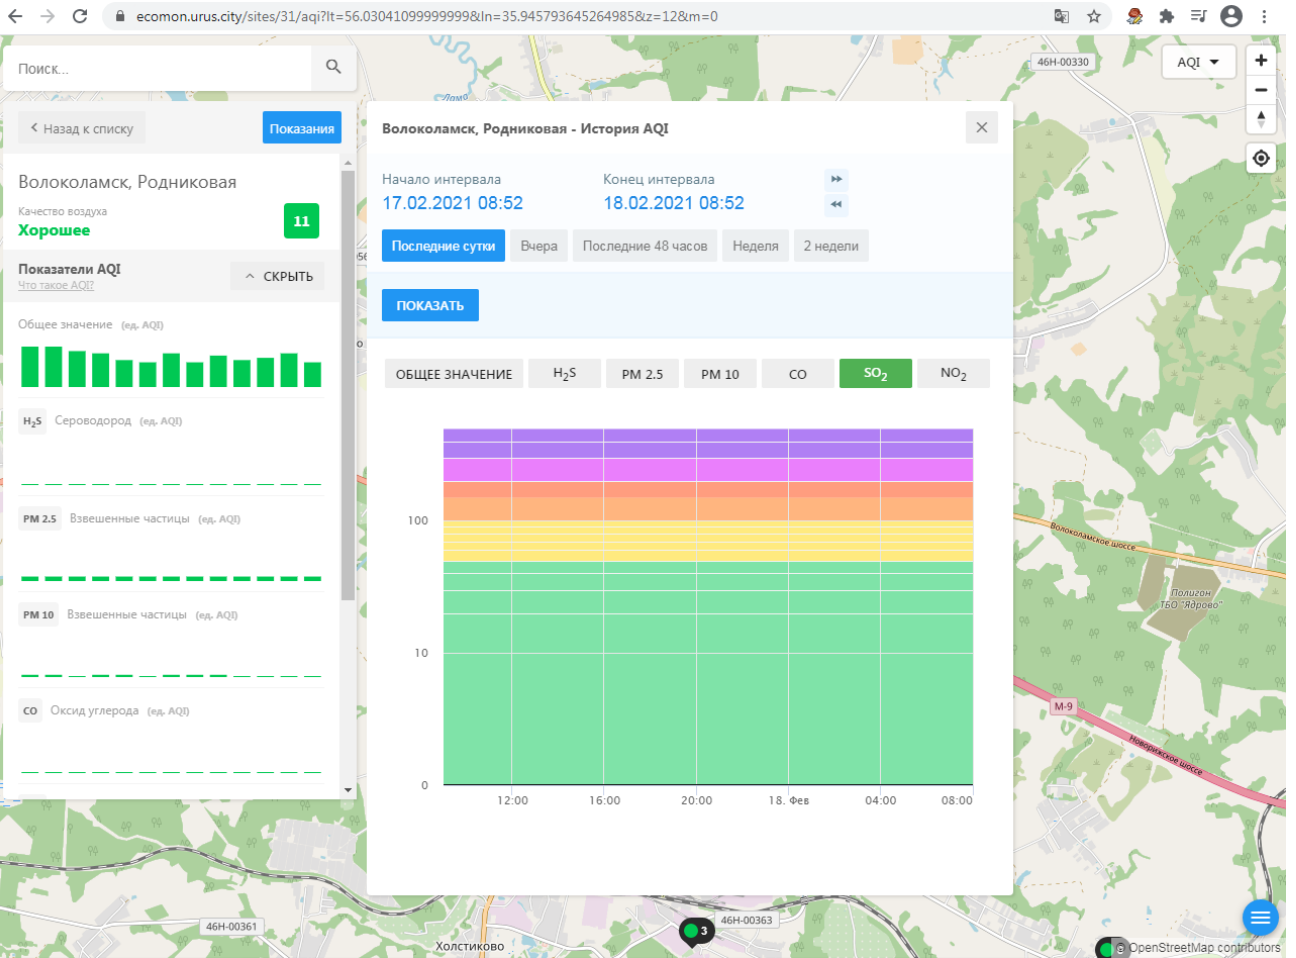 ecomon.urus.city/sites/31/aqi?lt=56.03041099999999&ln=35.945793645264985&z=12&m=0
Поиск...
Назад к списку
Показания
Волоколамск, Родниковая
Качество воздуха
Хорошее
11
Показатели AQI
Что такое AQI?
СКРЫТЬ
Общее значение (ед. AQI)
H₂S Сероводород (ед. AQI)
PM 2.5 Взвешенные частицы (ед. AQI)
PM 10 Взвешенные частицы (ед. AQI)
CO Оксид углерода (ед. AQI)
Волоколамск, Родниковая - История AQI
Начало интервала
Конец интервала
17.02.2021 08:52
18.02.2021 08:52
Последние сутки
Вчера
Последние 48 часов
Неделя
2 недели
ПОКАЗАТЬ
ОБЩЕЕ ЗНАЧЕНИЕ
H₂S
PM 2.5
PM 10
CO
SO₂
NO₂
100
10
0
12:00
16:00
20:00
18. Фев
04:00
08:00
46Н-00330
AQI
Волоколамское шоссе
Полигон
ТБО "Ядрово"
М-9
Новорижское шоссе
46Н-00361
46Н-00363
3
Холстиково
© OpenStreetMap contributors